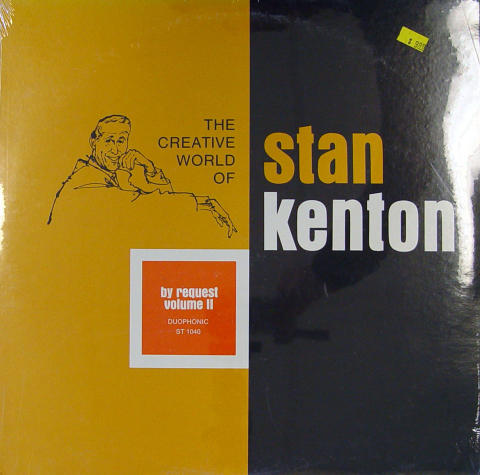 THE
CREATIVE
WORLD
OF
stan
kenton
by request
volume II
DUOPHONIC
ST 1040